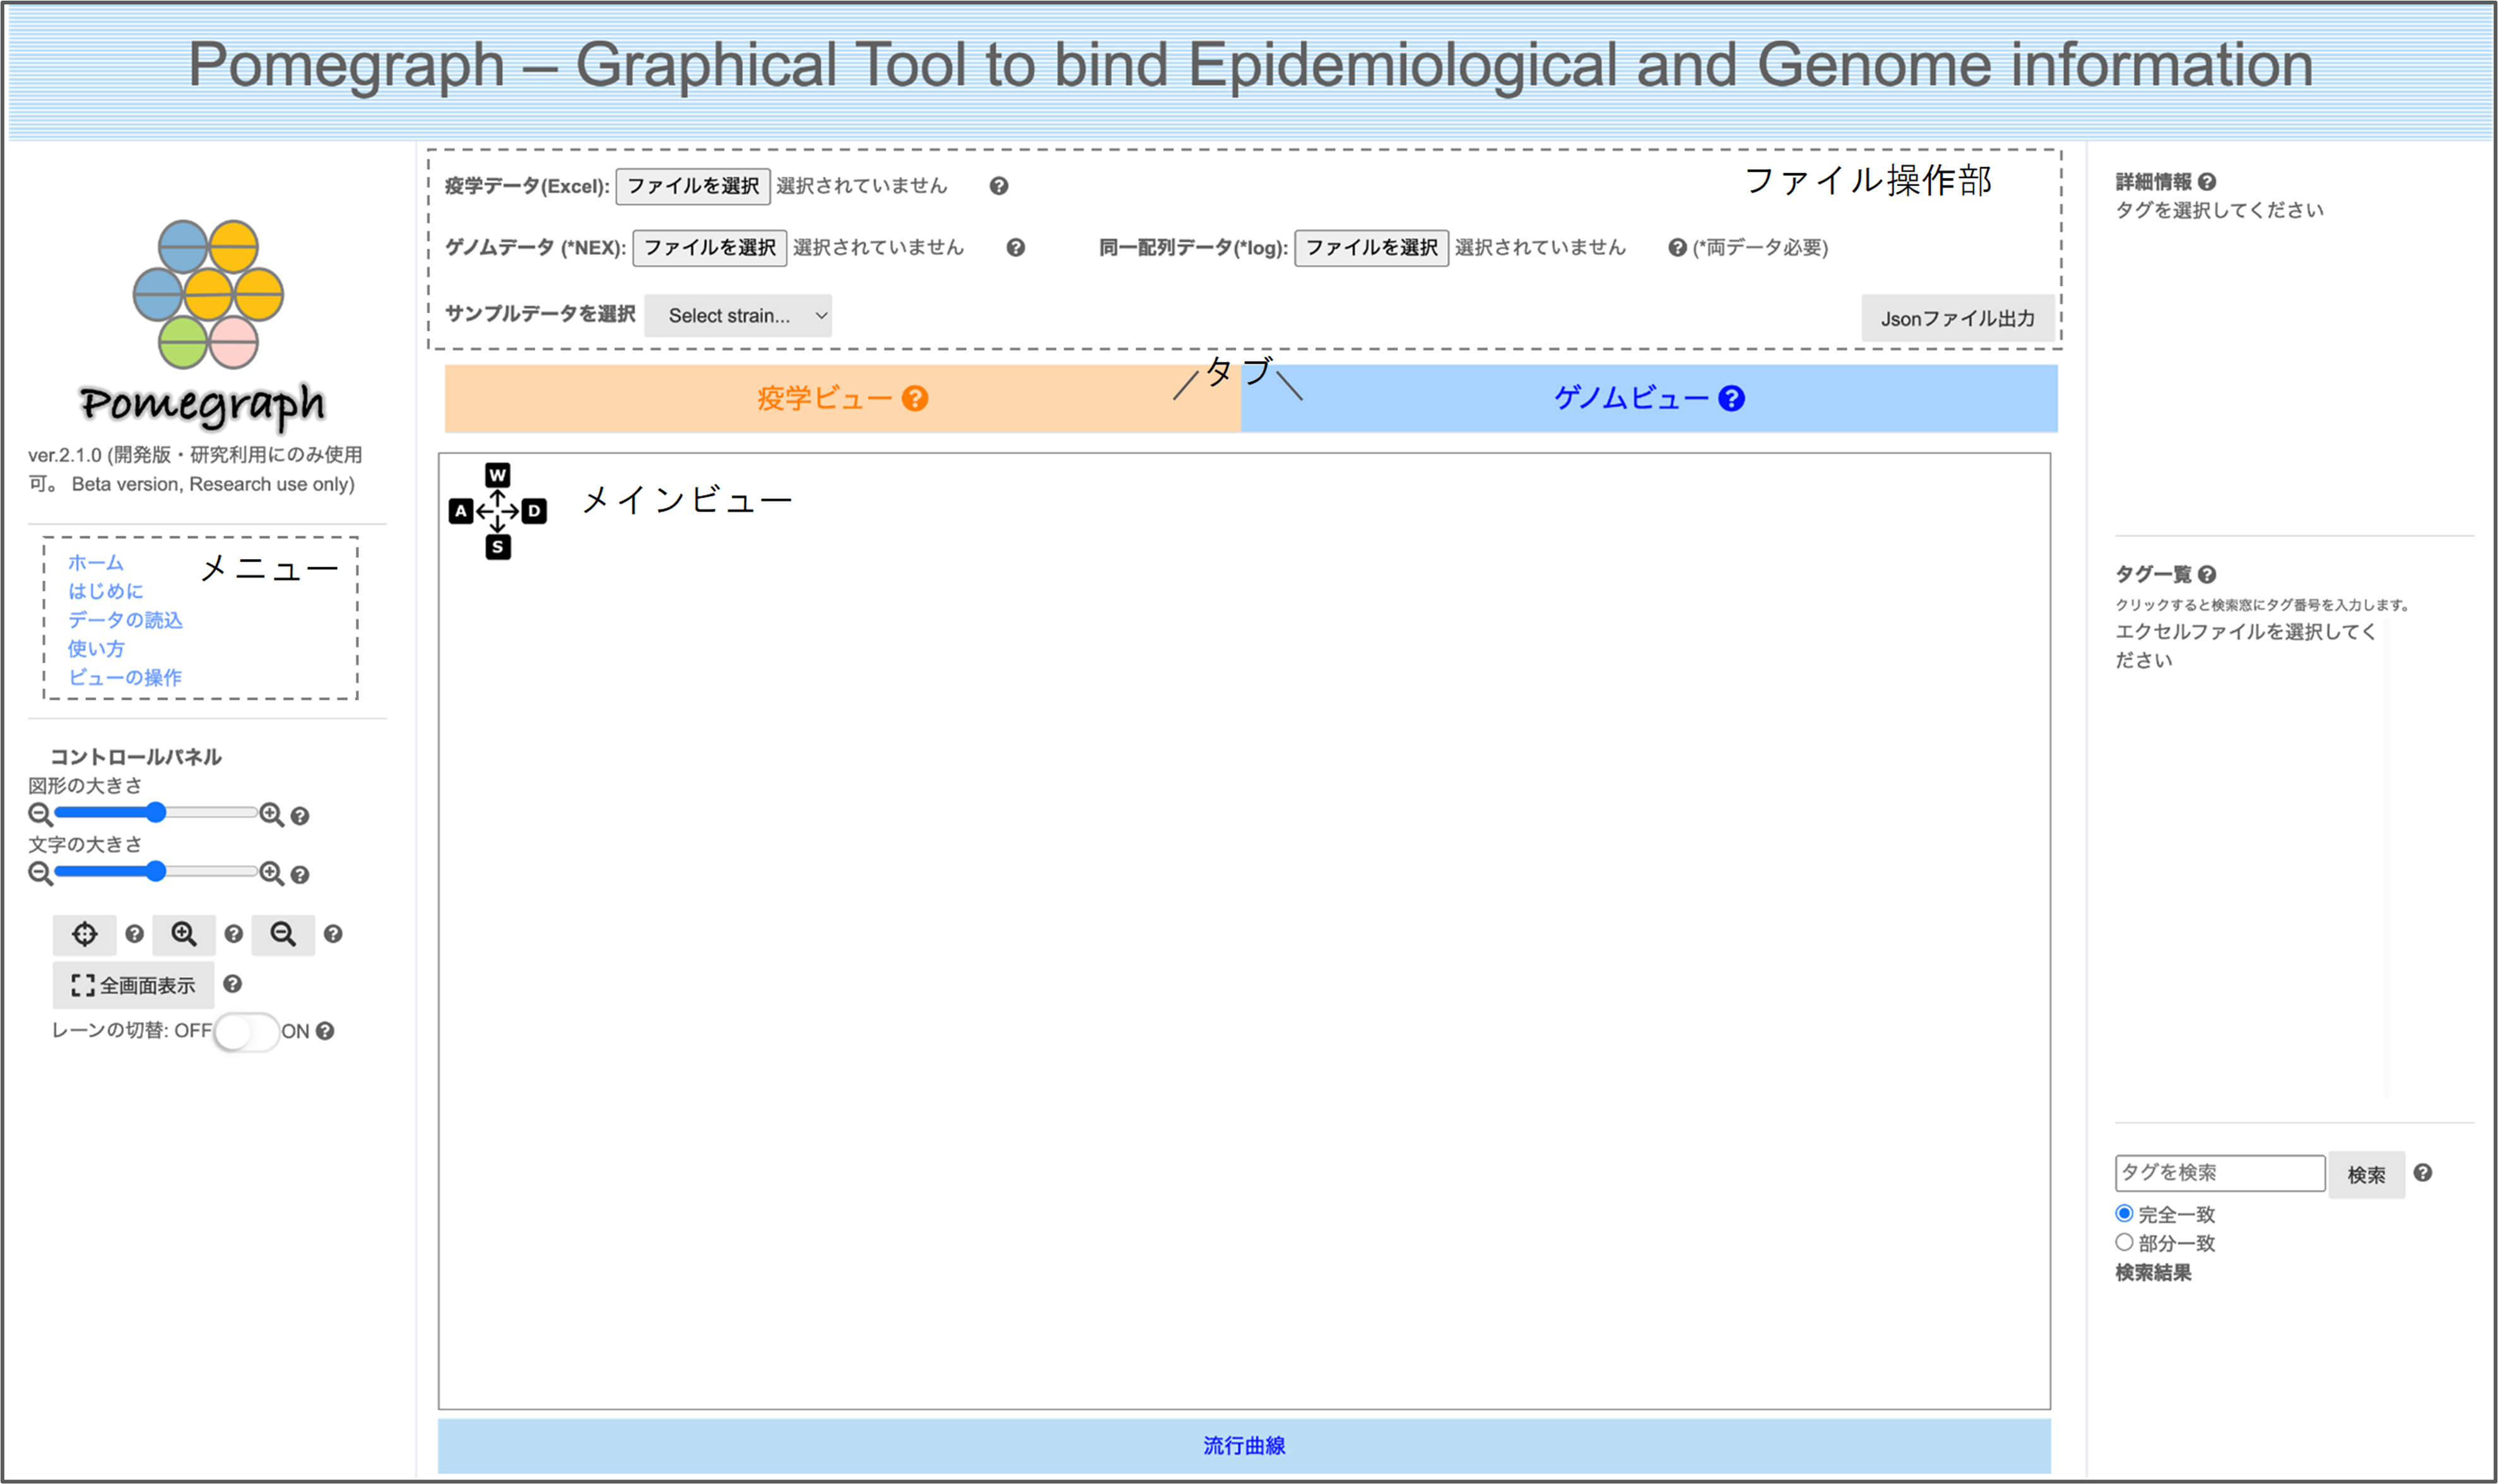 Pomegraph – Graphical Tool to bind Epidemiological and Genome information
Pomegraph
ver.2.1.0 (開発版・研究利用にのみ使用
可。 Beta version, Research use only)
メニュー
ホーム
はじめに
データの読込
使い方
ビューの操作
コントロールパネル
図形の大きさ
?
文字の大きさ
?
? ? ?
全画面表示 ?
レーンの切替: OFF ON ?
ファイル操作部
疫学データ(Excel): ファイルを選択 選択されていません ?
ゲノムデータ (*NEX): ファイルを選択 選択されていません ? 同一配列データ(*log): ファイルを選択 選択されていません ? (*両データ必要)
サンプルデータを選択 Select strain... Jsonファイル出力
タブ
疫学ビュー ? ゲノムビュー ?
メインビュー
W
A D
S
流行曲線
詳細情報 ?
タグを選択してください
タグ一覧 ?
クリックすると検索窓にタグ番号を入力します。
エクセルファイルを選択してく
ださい
タグを検索 検索 ?
完全一致
部分一致
検索結果